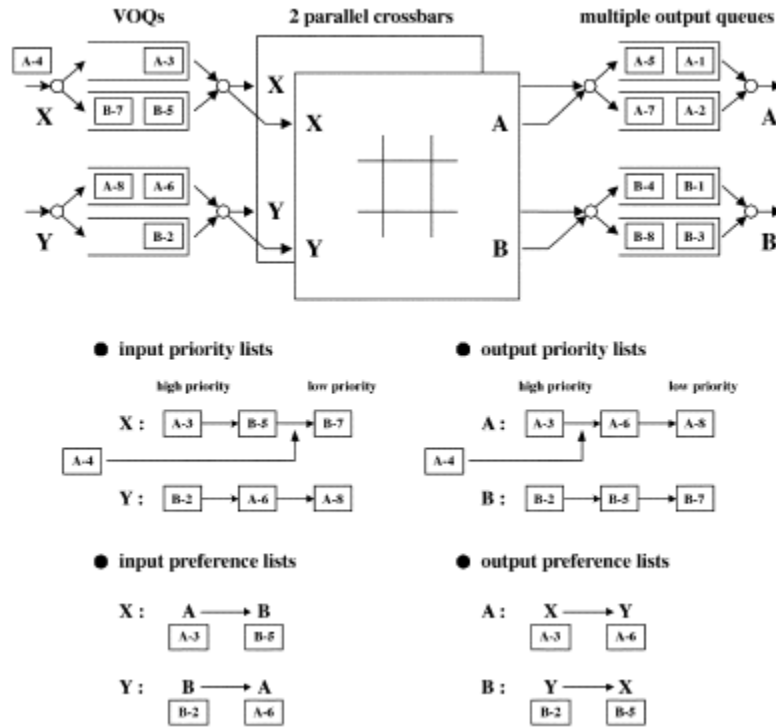 VOQs 2 parallel crossbars multiple output queues
A-4 A-3 A-5 A-1
X B-7 B-5 X X A A-7 A-2 A
A-8 A-6 B-4 B-1
Y B-2 Y Y B B-8 B-3 B
input priority lists output priority lists
high priority low priority high priority low priority
X : A-3 B-5 B-7 A : A-3 A-6 A-8
A-4 A-4
Y : B-2 A-6 A-8 B : B-2 B-5 B-7
input preference lists output preference lists
X : A B A : X Y
A-3 B-5 A-3 A-6
Y : B A B : Y X
B-2 A-6 B-2 B-5